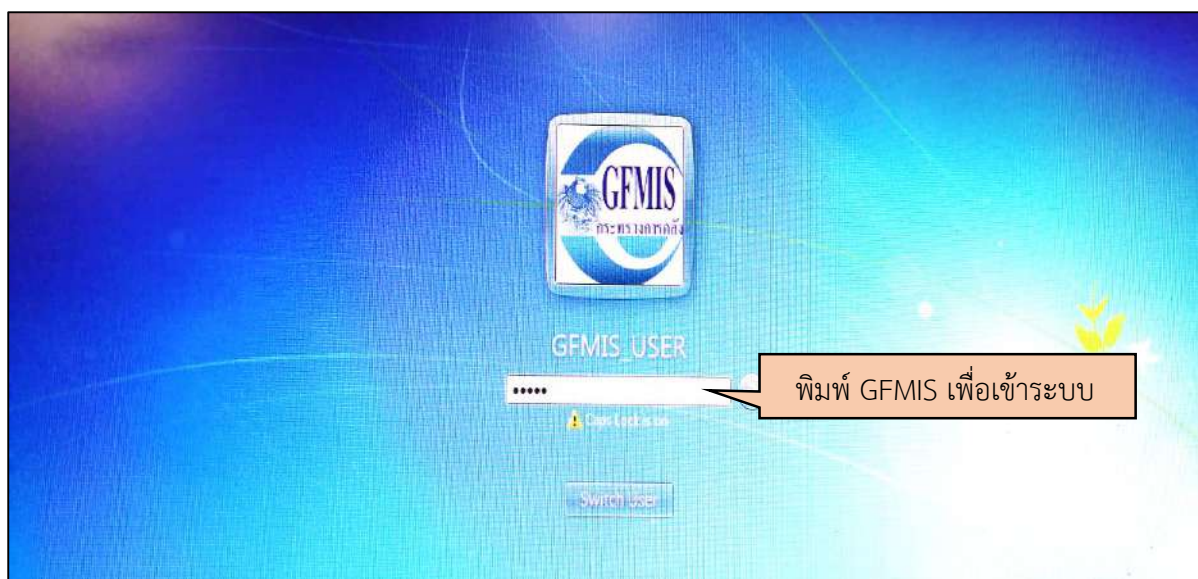 GFMIS
กระทรวงการคลัง
GFMIS_USER
•••••
พิมพ์ GFMIS เพื่อเข้าระบบ
Caps Lock is on
Switch User